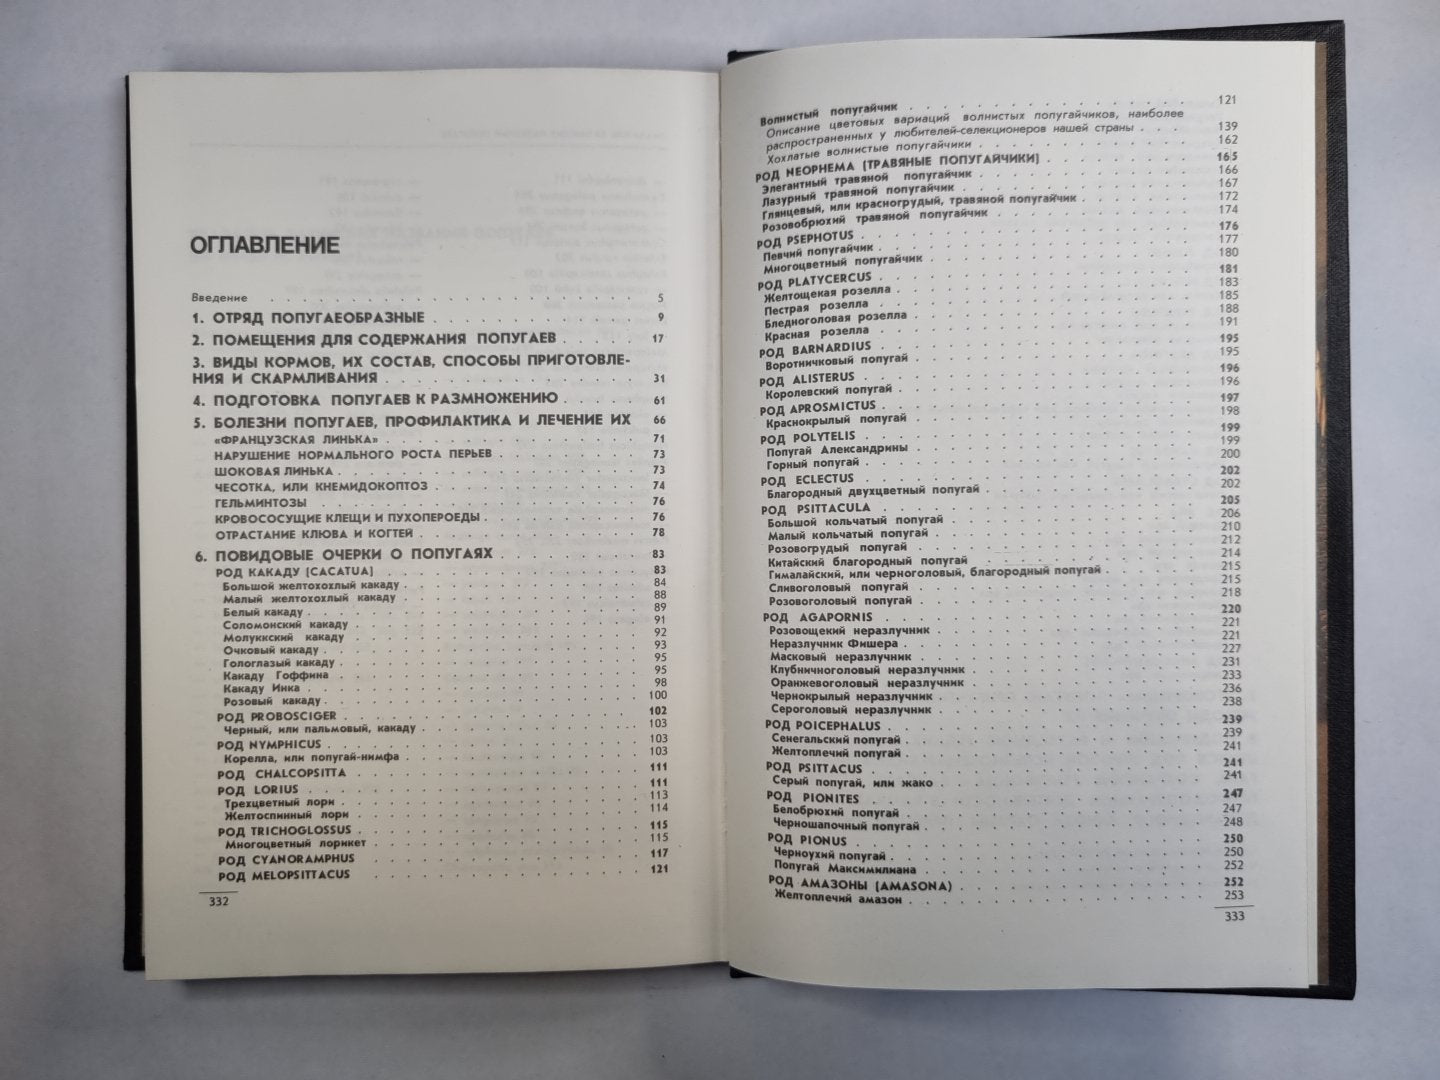 ОГЛАВЛЕНИЕ
Введение . . . . . . . . . . . . . . . . . . . . 5
1. ОТРЯД ПОПУГАЕОБРАЗНЫЕ . . . . . . . . . . . 9
2. ПОМЕЩЕНИЯ ДЛЯ СОДЕРЖАНИЯ ПОПУГАЕВ . . . . . 17
3. ВИДЫ КОРМОВ, ИХ СОСТАВ, СПОСОБЫ ПРИГОТОВЛЕ-
НИЯ И СКАРМЛИВАНИЯ . . . . . . . . . . . . . 31
4. ПОДГОТОВКА ПОПУГАЕВ К РАЗМНОЖЕНИЮ . . . . . 61
5. БОЛЕЗНИ ПОПУГАЕВ, ПРОФИЛАКТИКА И ЛЕЧЕНИЕ ИХ 66
«ФРАНЦУЗСКАЯ ЛИНЬКА» . . . . . . . . . . . . 71
НАРУШЕНИЕ НОРМАЛЬНОГО РОСТА ПЕРЬЕВ . . . . . . 73
ШОКОВАЯ ЛИНЬКА . . . . . . . . . . . . . . . 73
ЧЕСОТКА, ИЛИ КНЕМИДОКОПТОЗ . . . . . . . . . . 74
ГЕЛЬМИНТОЗЫ . . . . . . . . . . . . . . . . 76
КРОВОСОСУЩИЕ КЛЕЩИ И ПУХОПЕРОЕДЫ . . . . . . . 76
ОТРАСТАНИЕ КЛЮВА И КОГТЕЙ . . . . . . . . . . 78
6. ПОВИДОВЫЕ ОЧЕРКИ О ПОПУГАЯХ . . . . . . . . 83
РОД КАКАДУ (CACATUA) . . . . . . . . . . . . 83
Большой желтохохлый какаду . . . . . . . . . . 84
Малый желтохохлый какаду . . . . . . . . . . . 88
Белый какаду . . . . . . . . . . . . . . . . 89
Соломонский какаду . . . . . . . . . . . . . 91
Молуккский какаду . . . . . . . . . . . . . . 92
Очковый какаду . . . . . . . . . . . . . . . 93
Гологлазый какаду . . . . . . . . . . . . . . 95
Какаду Гоффина . . . . . . . . . . . . . . . 95
Какаду Инка . . . . . . . . . . . . . . . . 98
Розовый какаду . . . . . . . . . . . . . . . 100
РОД PROBOSCIGER . . . . . . . . . . . . . . . 102
Черный, или пальмовый, какаду . . . . . . . . . 103
РОД NYMPHICUS . . . . . . . . . . . . . . . . 103
Корелла, или попугай-нимфа . . . . . . . . . . 103
РОД CHALCOPSITTA . . . . . . . . . . . . . . 111
РОД LORIUS . . . . . . . . . . . . . . . . . 111
Трехцветный лори . . . . . . . . . . . . . . 113
Желтоспинный лори . . . . . . . . . . . . . . 114
РОД TRICHOGLOSSUS . . . . . . . . . . . . . . 115
Многоцветный лорикет . . . . . . . . . . . . . 115
РОД CYANORAMPHUS . . . . . . . . . . . . . . 117
РОД MELOPSITTACUS . . . . . . . . . . . . . . 121
332
Волнистый попугайчик . . . . . . . . . . . . . 121
Описание цветовых вариаций волнистых попугайчиков, наиболее
распространенных у любителей-селекционеров нашей страны . . . 139
Хохлатые волнистые попугайчики . . . . . . . . . 162
РОД NEOPHEMA (ТРАВЯНЫЕ ПОПУГАЙЧИКИ) . . . . . . 165
Элегантный травяной попугайчик . . . . . . . . . 166
Лазурный травяной попугайчик . . . . . . . . . . 167
Глянцевый, или красногрудый, травяной попугайчик . . . 172
Розовобрюхий травяной попугайчик . . . . . . . . 174
РОД PSEPHOTUS . . . . . . . . . . . . . . . . 176
Певчий попугайчик . . . . . . . . . . . . . . 177
Многоцветный попугайчик . . . . . . . . . . . . 180
РОД PLATYCERCUS . . . . . . . . . . . . . . . 181
Желтощекая розелла . . . . . . . . . . . . . . 183
Пестрая розелла . . . . . . . . . . . . . . . 185
Бледноголовая розелла . . . . . . . . . . . . . 188
Красная розелла . . . . . . . . . . . . . . . 191
РОД BARNARDIUS . . . . . . . . . . . . . . . 195
Воротничковый попугай . . . . . . . . . . . . . 195
РОД ALISTERUS . . . . . . . . . . . . . . . . 196
Королевский попугай . . . . . . . . . . . . . 196
РОД APROSMICTUS . . . . . . . . . . . . . . . 197
Краснокрылый попугай . . . . . . . . . . . . . 198
РОД POLYTELIS . . . . . . . . . . . . . . . . 199
Попугай Александрины . . . . . . . . . . . . . 199
Горный попугай . . . . . . . . . . . . . . . 200
РОД ECLECTUS . . . . . . . . . . . . . . . . 202
Благородный двухцветный попугай . . . . . . . . 202
РОД PSITTACULA . . . . . . . . . . . . . . . 205
Большой кольчатый попугай . . . . . . . . . . . 206
Малый кольчатый попугай . . . . . . . . . . . . 210
Розовогрудый попугай . . . . . . . . . . . . . 212
Китайский благородный попугай . . . . . . . . . 214
Гималайский, или черноголовый, благородный попугай . . . 215
Сливоголовый попугай . . . . . . . . . . . . . 215
Розовоголовый попугай . . . . . . . . . . . . . 218
РОД AGAPORNIS . . . . . . . . . . . . . . . . 220
Розовощекий неразлучник . . . . . . . . . . . . 221
Неразлучник Фишера . . . . . . . . . . . . . . 221
Масковый неразлучник . . . . . . . . . . . . . 227
Клубничноголовый неразлучник . . . . . . . . . . 231
Оранжевоголовый неразлучник . . . . . . . . . . 233
Чернокрылый неразлучник . . . . . . . . . . . . 236
Сероголовый неразлучник . . . . . . . . . . . . 238
РОД POICEPHALUS . . . . . . . . . . . . . . . 239
Сенегальский попугай . . . . . . . . . . . . . 239
Желтоплечий попугай . . . . . . . . . . . . . 241
РОД PSITTACUS . . . . . . . . . . . . . . . . 241
Серый попугай, или жако . . . . . . . . . . . . 241
РОД PIONITES . . . . . . . . . . . . . . . . 247
Белобрюхий попугай . . . . . . . . . . . . . . 247
Черношапочный попугай . . . . . . . . . . . . . 248
РОД PIONUS . . . . . . . . . . . . . . . . . 250
Черноухий попугай . . . . . . . . . . . . . . 250
Попугай Максимилиана . . . . . . . . . . . . . 252
РОД АМАЗОНЫ (AMASONA) . . . . . . . . . . . . 252
Желтоплечий амазон . . . . . . . . . . . . . . 253
333